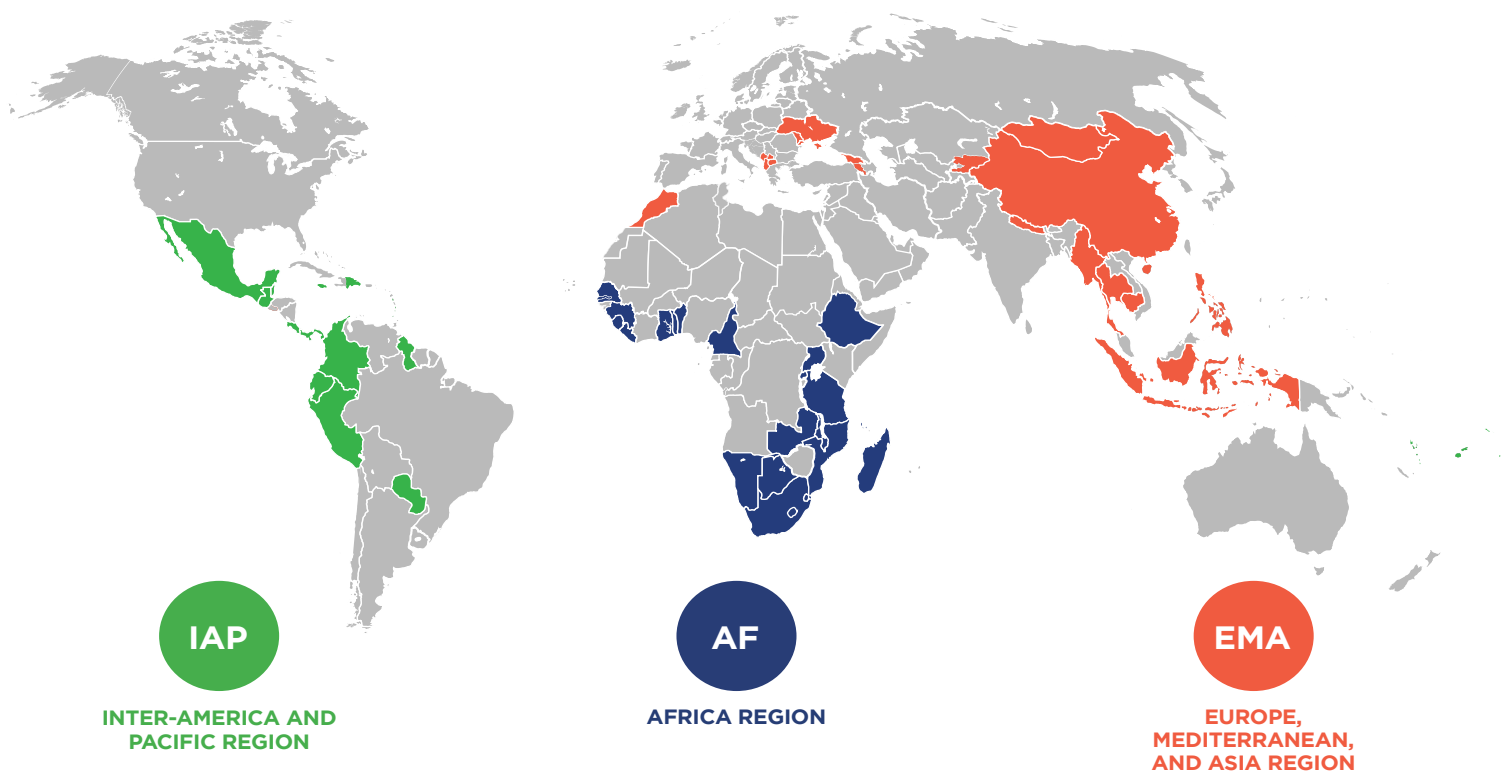 IAP
INTER-AMERICA AND
PACIFIC REGION
AF
AFRICA REGION
EMA
EUROPE,
MEDITERRANEAN,
AND ASIA REGION